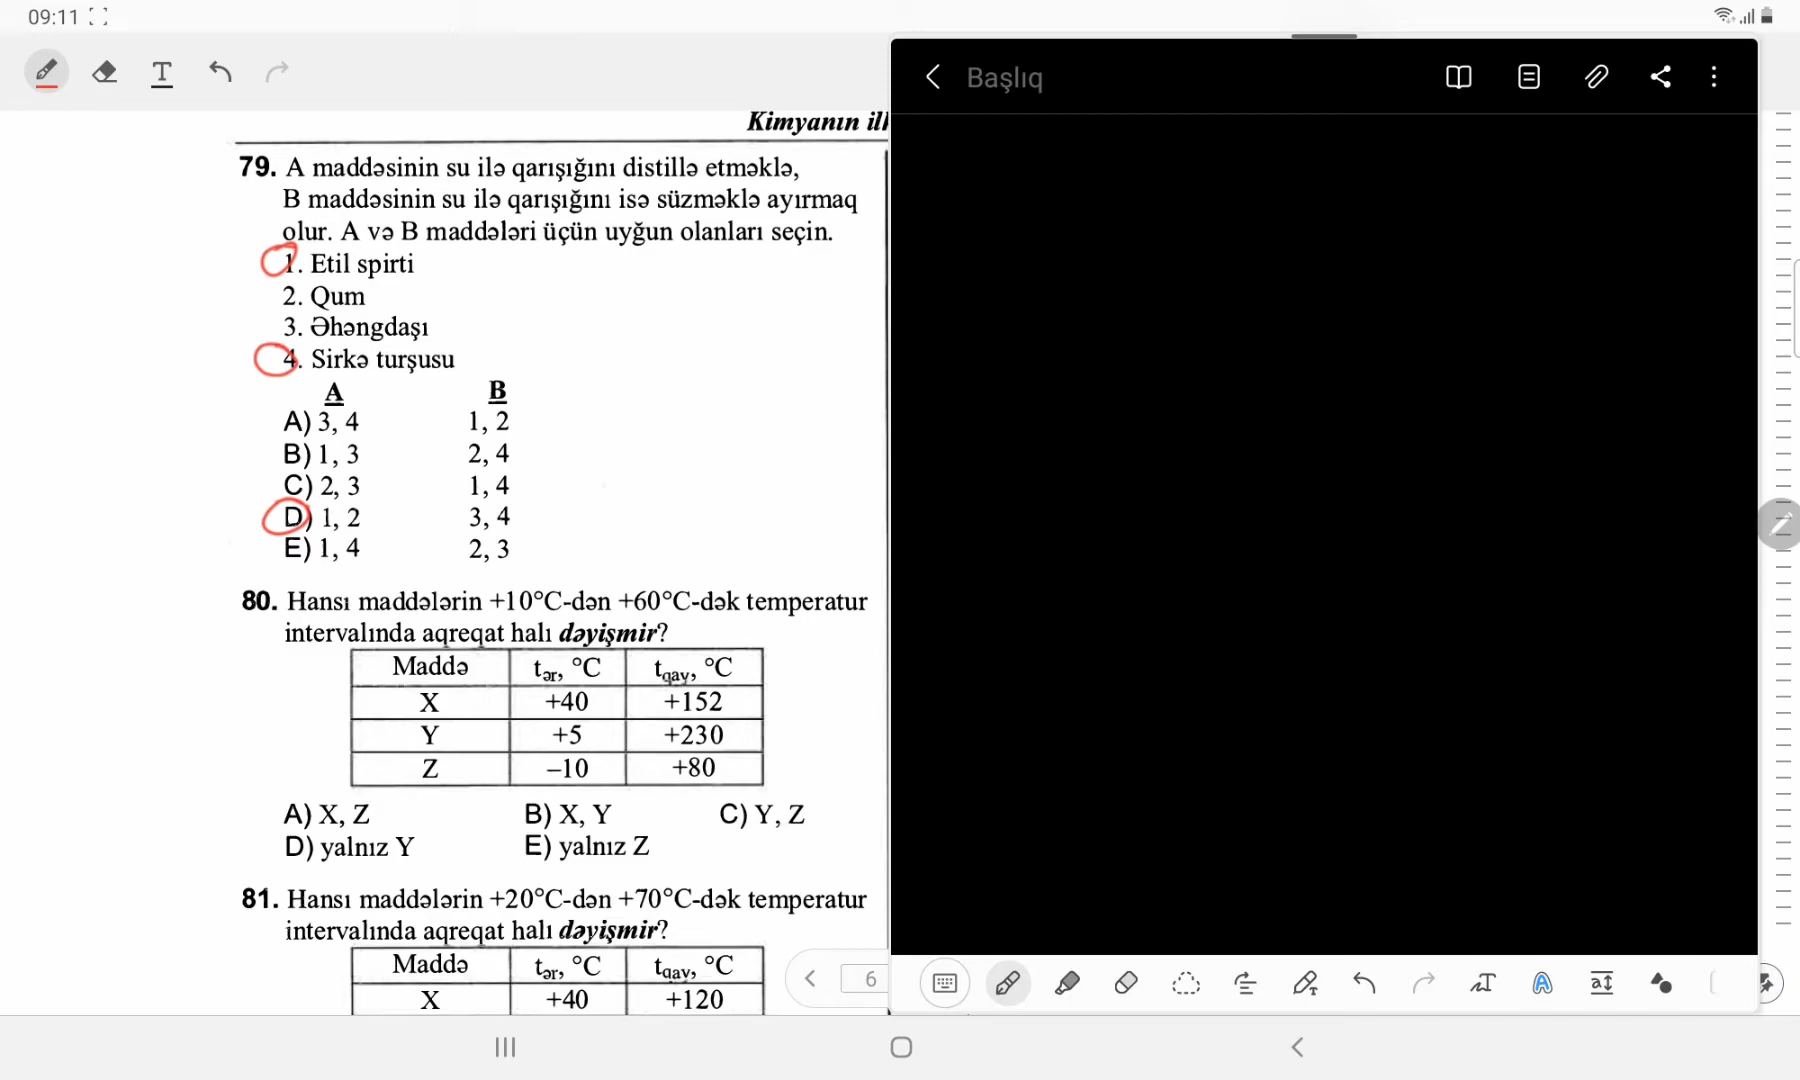 09:11
Başlıq
Kimyanın ill
79. A maddəsinin su ilə qarışığını distillə etməklə,
B maddəsinin su ilə qarışığını isə süzməklə ayırmaq
olur. A və B maddələri üçün uyğun olanları seçin.
1. Etil spirti
2. Qum
3. Əhəngdaşı
4. Sirkə turşusu
A B
A) 3, 4 1, 2
B) 1, 3 2, 4
C) 2, 3 1, 4
D) 1, 2 3, 4
E) 1, 4 2, 3
80. Hansı maddələrin +10°C-dən +60°C-dək temperatur
intervalında aqreqat halı dəyişmir?
Maddə tər, °C tqay, °C
X +40 +152
Y +5 +230
Z –10 +80
A) X, Z B) X, Y C) Y, Z
D) yalnız Y E) yalnız Z
81. Hansı maddələrin +20°C-dən +70°C-dək temperatur
intervalında aqreqat halı dəyişmir?
Maddə tər, °C tqay, °C
X +40 +120
6